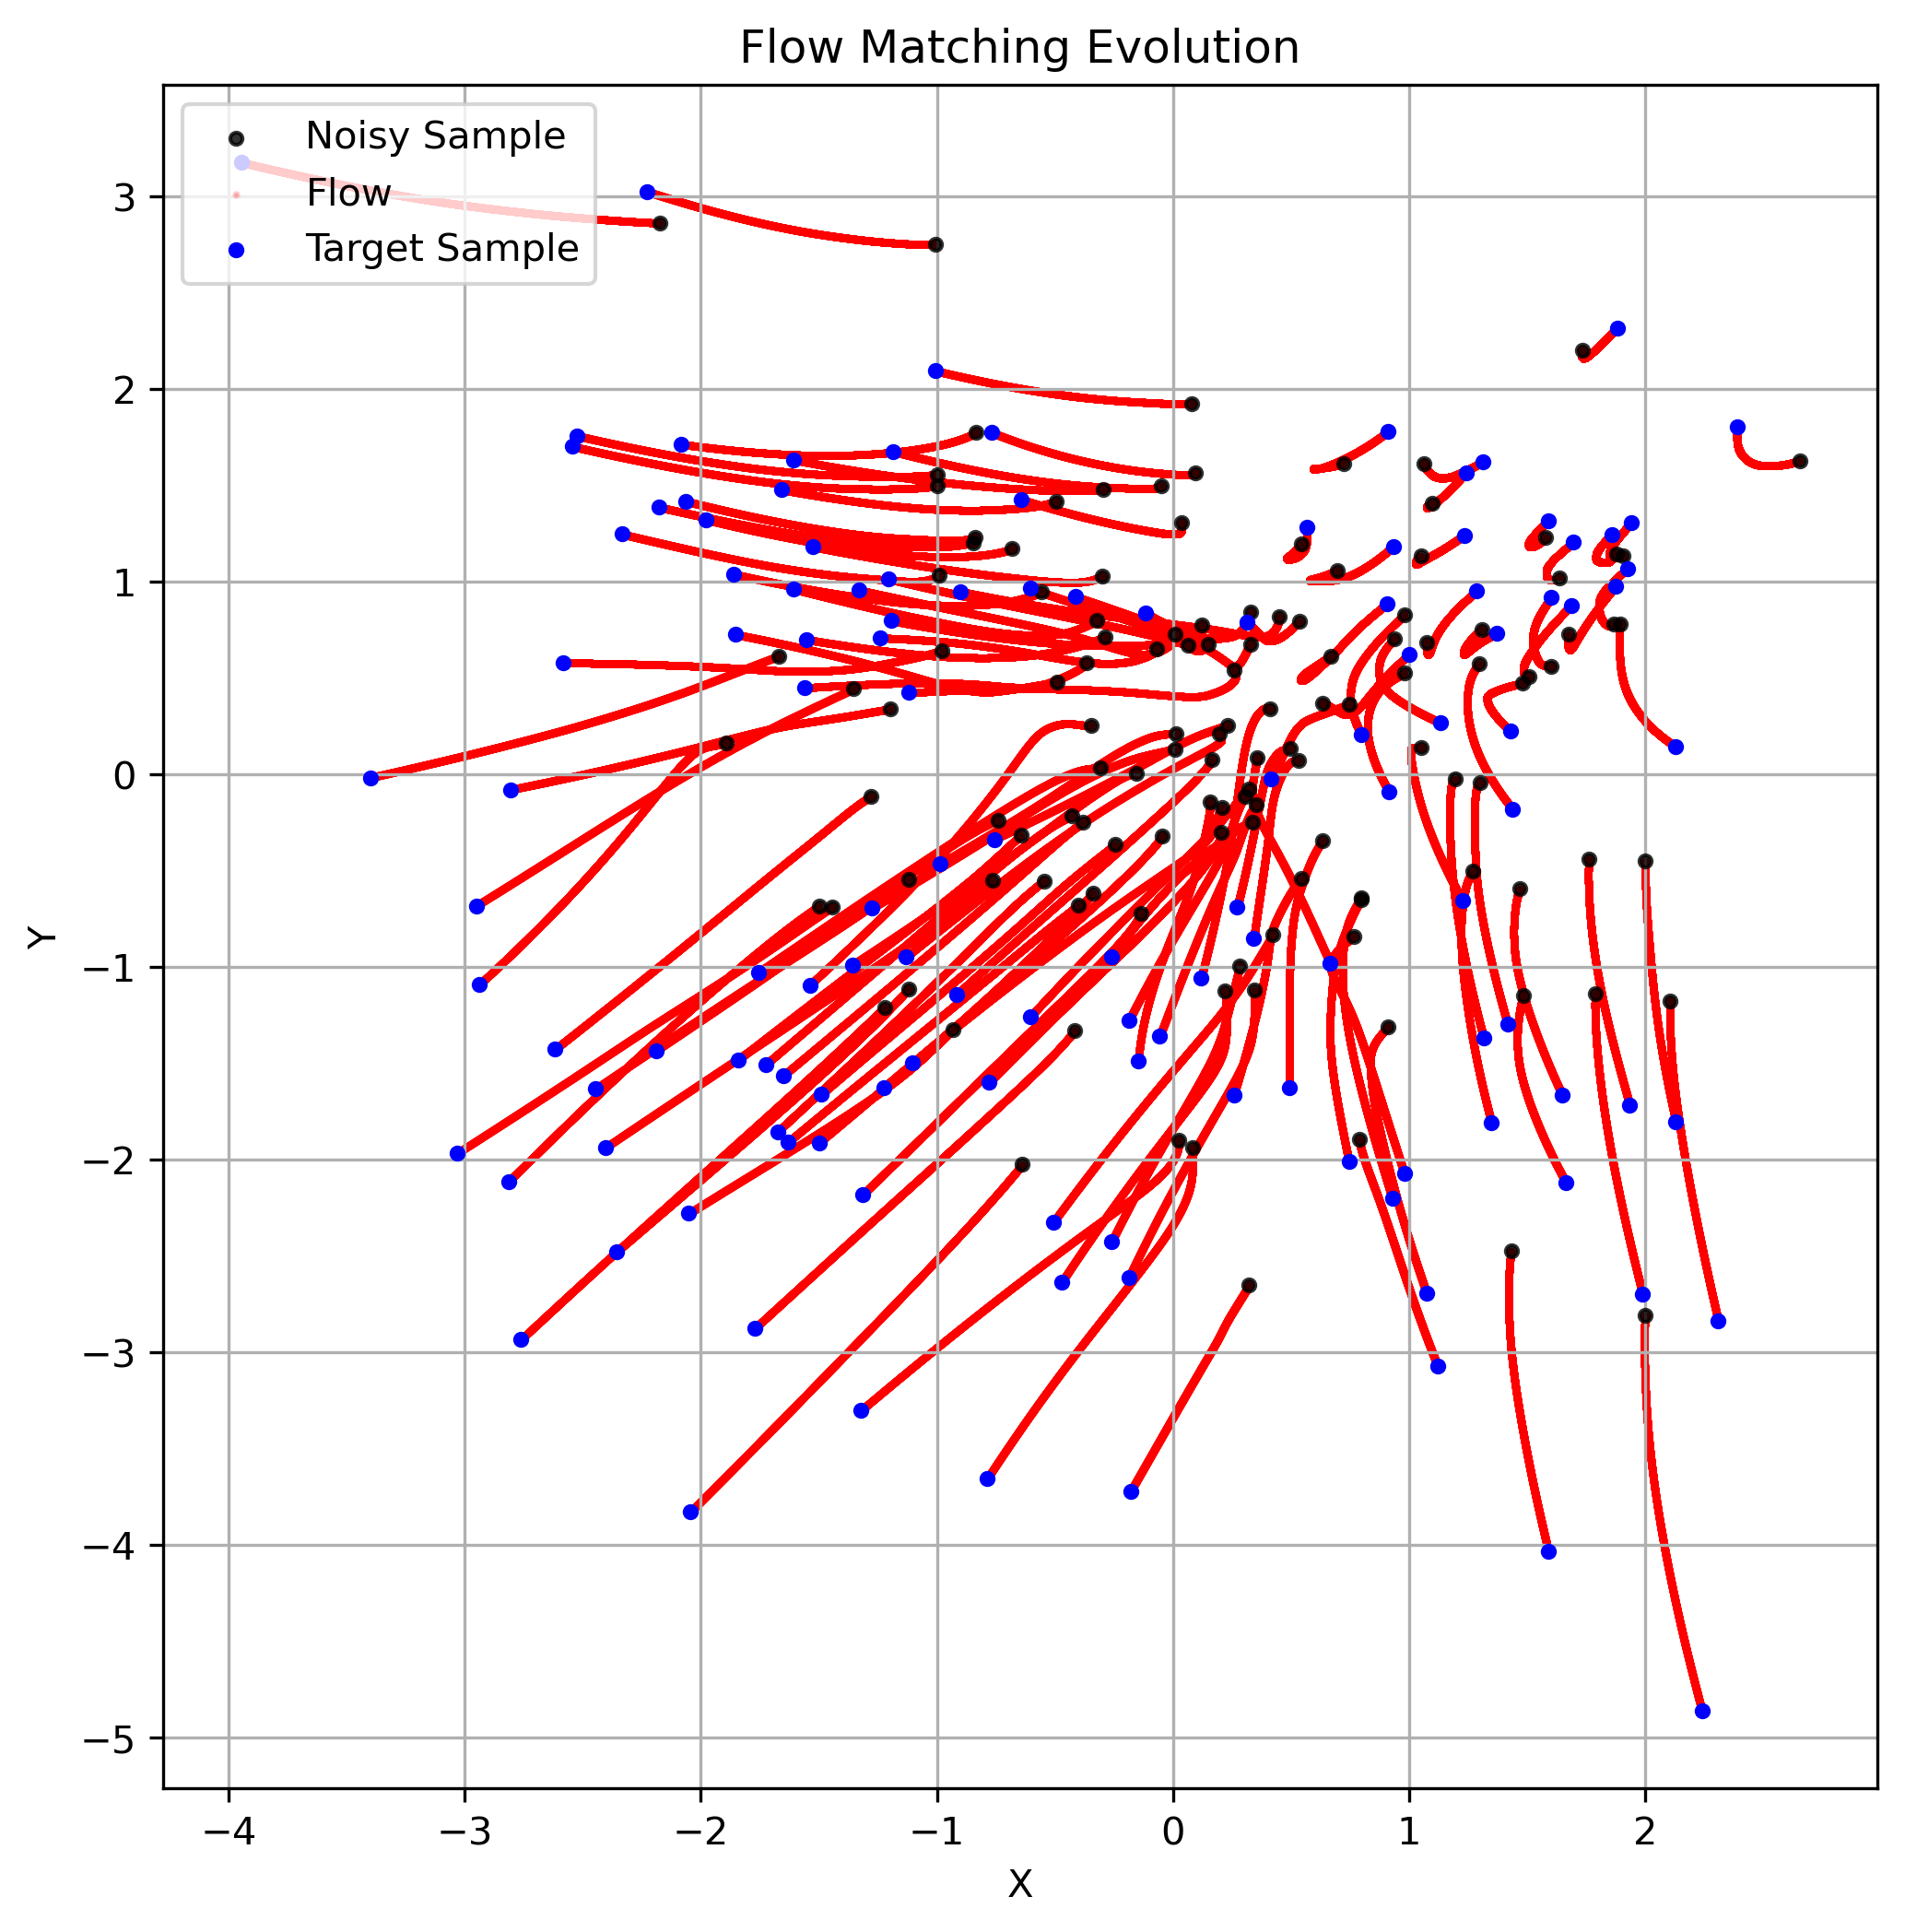 Flow Matching Evolution
Noisy Sample
Flow
Target Sample
3
2
1
0
−1
−2
−3
−4
−5
Y
−4 −3 −2 −1 0 1 2
X